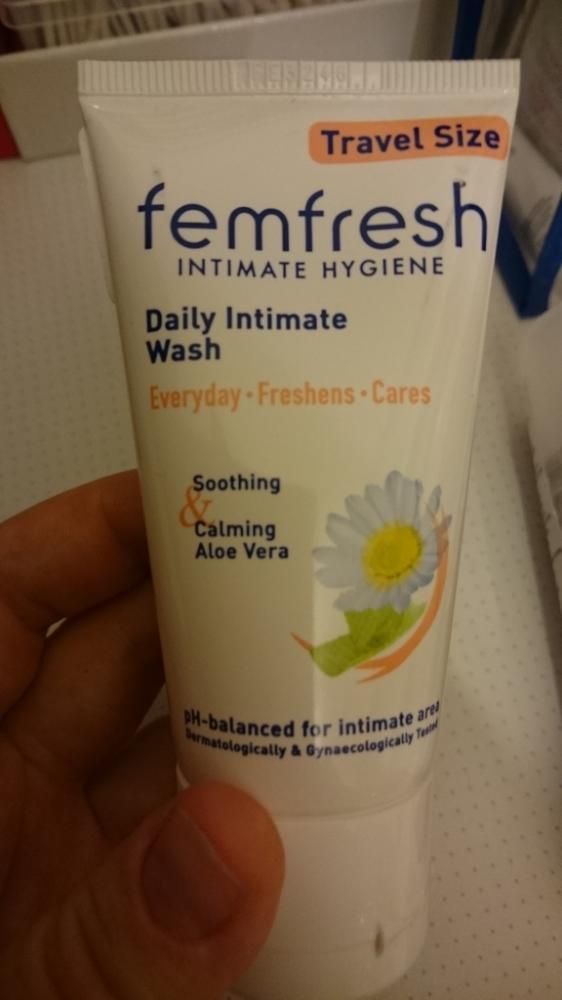 Travel Size
femfresh
INTIMATE HYGIENE
Daily Intimate
Wash
Everyday • Freshens • Cares
Soothing
&
Calming
Aloe Vera
pH-balanced for intimate area
Dermatologically & Gynaecologically Tested